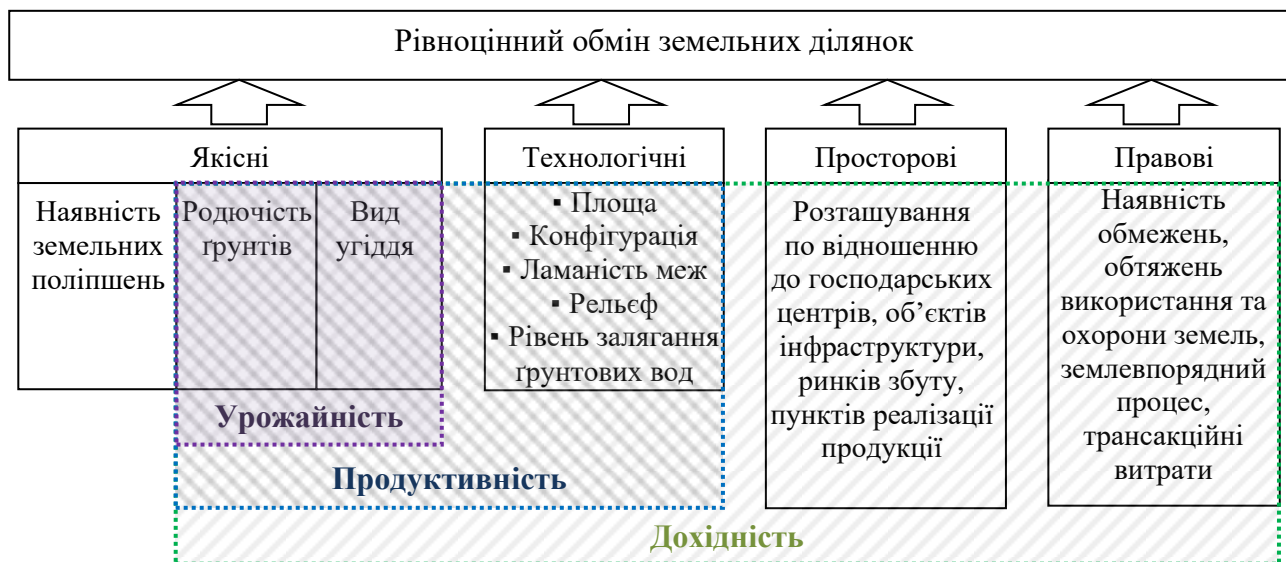 Рівноцінний обмін земельних ділянок
Якісні
Технологічні
Просторові
Правові
Наявність
земельних
поліпшень
Родючість
ґрунтів
Вид
угіддя
▪ Площа
▪ Конфігурація
▪ Ламаність меж
▪ Рельєф
▪ Рівень залягання
ґрунтових вод
Розташування
по відношенню
до господарських
центрів, об’єктів
інфраструктури,
ринків збуту,
пунктів реалізації
продукції
Наявність
обмежень,
обтяжень
використання та
охорони земель,
землевпорядний
процес,
трансакційні
витрати
Урожайність
Продуктивність
Дохідність